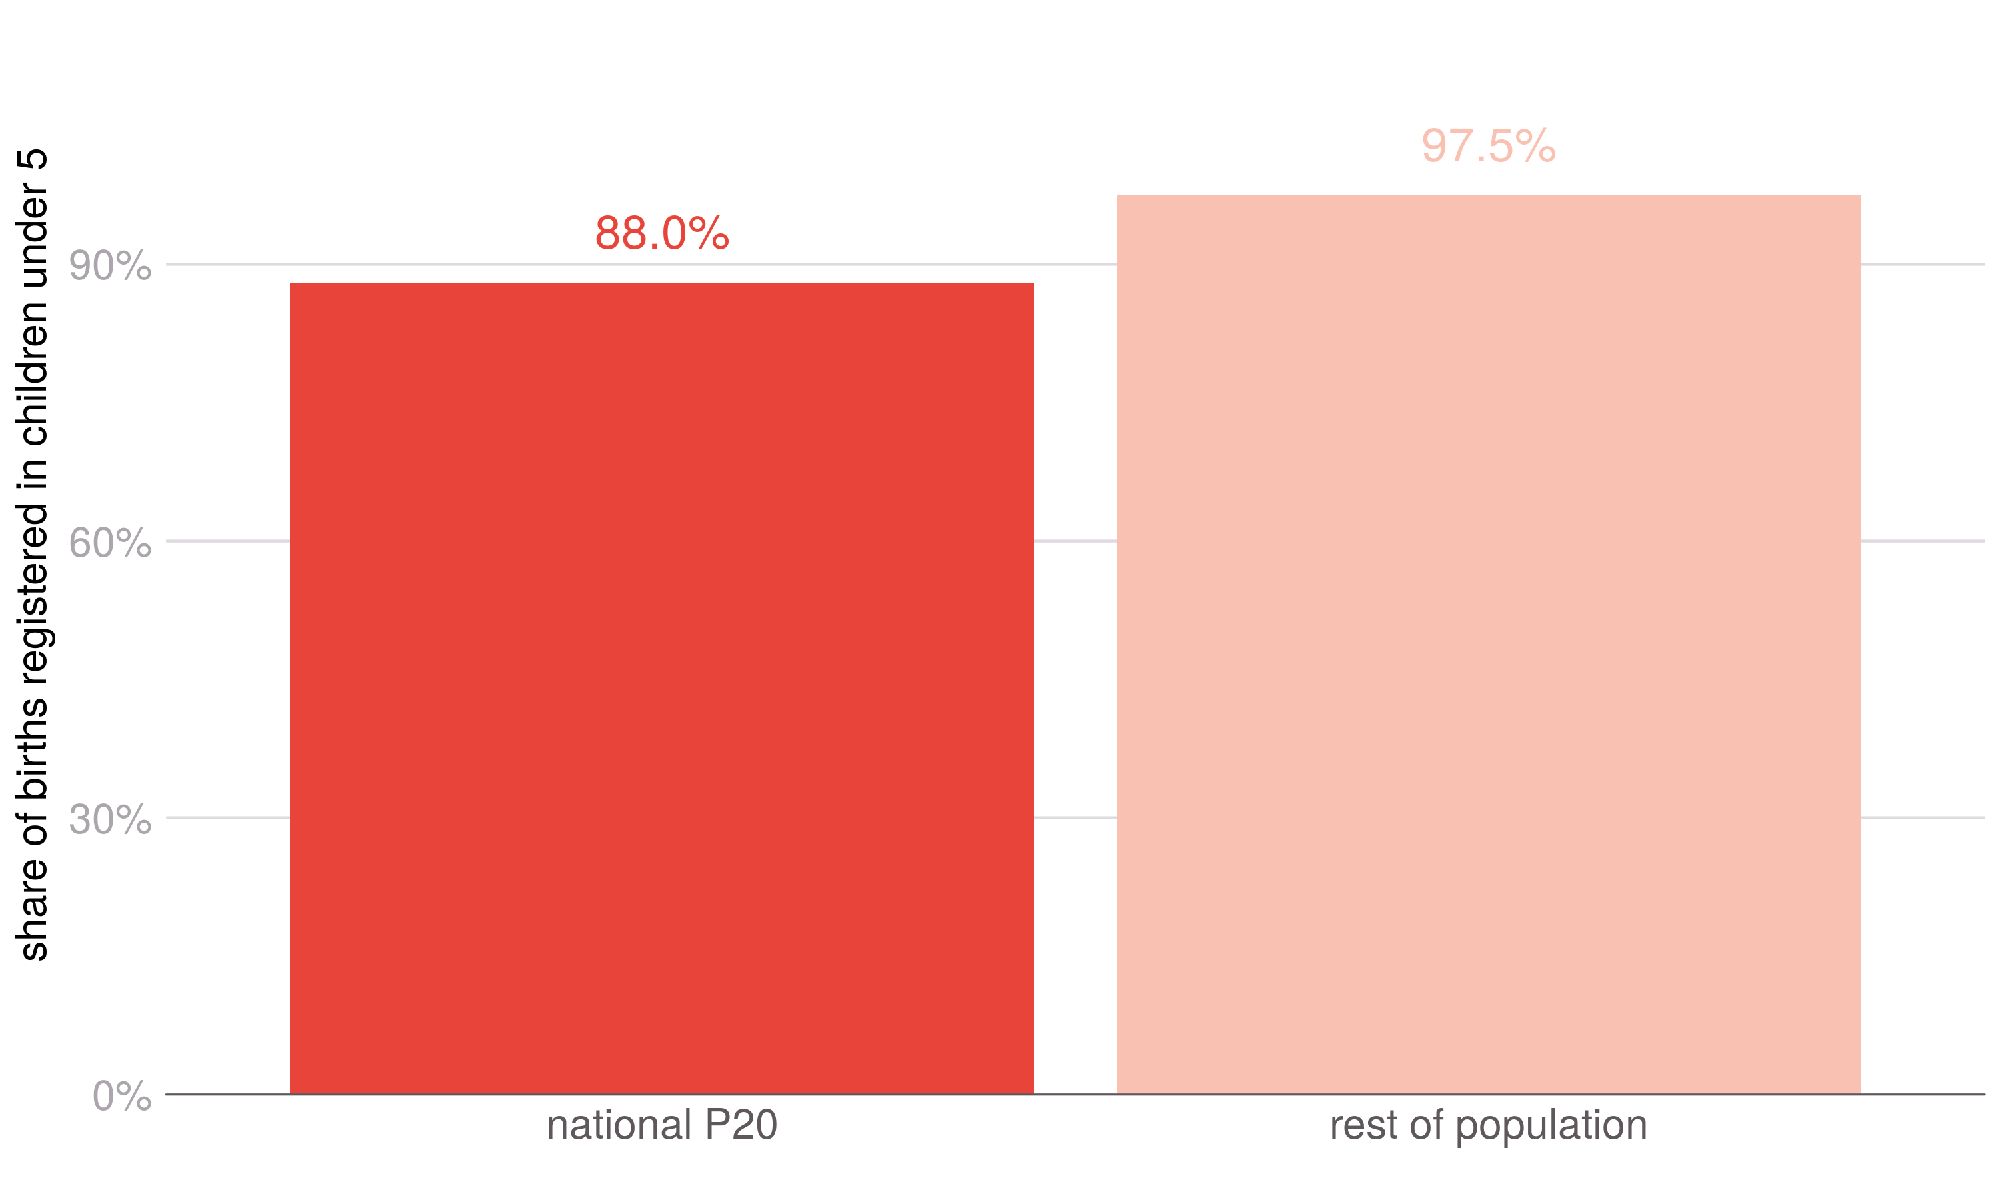 share of births registered in children under 5
97.5%
88.0%
90%
60%
30%
0%
national P20
rest of population